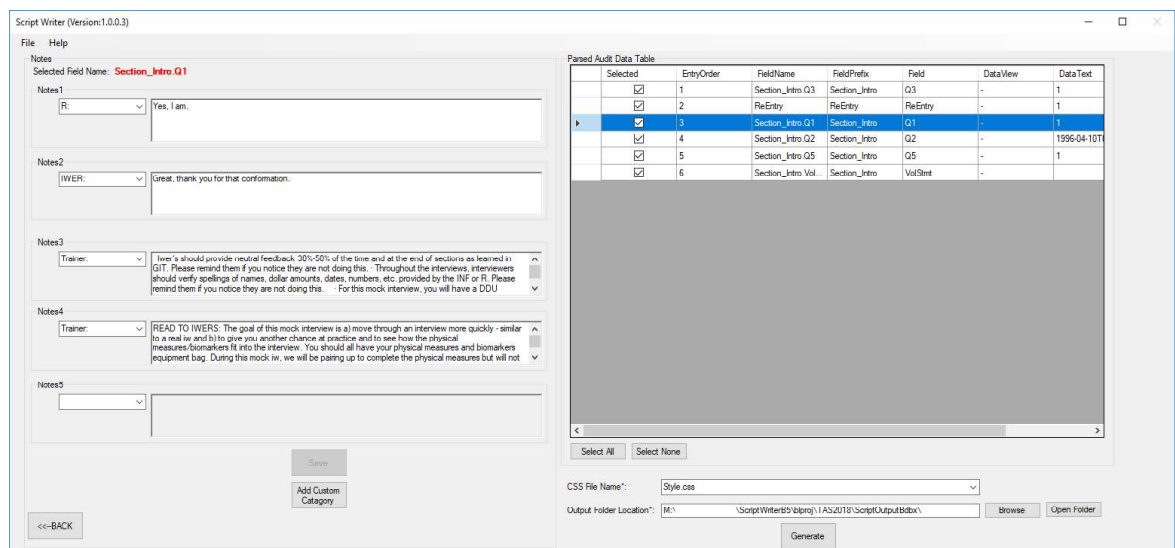 Script Writer (Version:1.0.0.3)
File Help
Notes
Selected Field Name: Section_Intro.Q1
Notes1
R: Yes, I am.
Notes2
IWER: Great, thank you for that confomation.
Notes3
Trainer: Iwer's should provide neutral feedback 30%-50% of the time and at the end of sections as learned in
GIT. Please remind them if you notice they are not doing this. · Throughout the interviews, interviewers
should verify spellings of names, dollar amounts, dates, numbers, etc. provided by the INF or R. Please
remind them if you notice they are not doing this. · For this mock interview, you will have a DDU
Notes4
Trainer: READ TO IWERS: The goal of this mock interview is a) move through an interview more quickly - similar
to a real iw and b) to give you another chance at practice and to see how the physical
measures/biomarkers fit into the interview. You should all have your physical measures and biomarkers
equipment bag. During this mock iw, we will be pairing up to complete the physical measures but will not
Notes5
Save
Add Custom
Catagory
<<--BACK
Parsed Audit Data Table
Selected EntryOrder FieldName FieldPrefix Field DataView DataText
1 Section_Intro.Q3 Section_Intro Q3 - 1
2 ReEntry ReEntry ReEntry - 1
3 Section_Intro.Q1 Section_Intro Q1 - 1
4 Section_Intro.Q2 Section_Intro Q2 - 1996-04-10T
5 Section_Intro.Q5 Section_Intro Q5 - 1
6 Section_Intro.Vol... Section_Intro VolStmt -
Select All Select None
CSS File Name*: Style.css
Output Folder Location*: M:\ \ScriptWriterB5\blproj\TAS2018\ScriptOutputBdbx\ Browse Open Folder
Generate